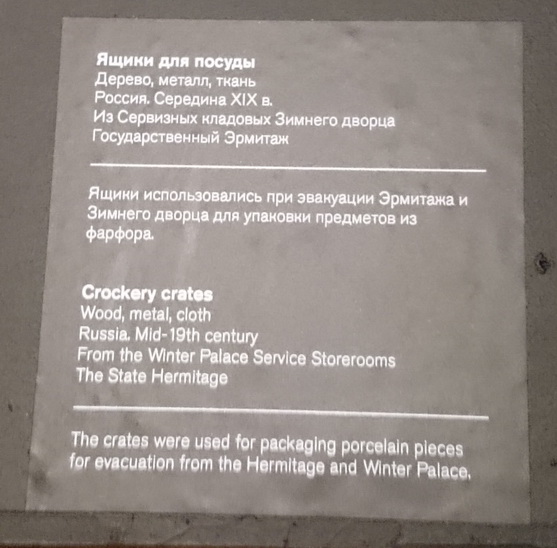 Ящики для посуды
Дерево, металл, ткань
Россия. Середина XIX в.
Из Сервизных кладовых Зимнего дворца
Государственный Эрмитаж
Ящики использовались при эвакуации Эрмитажа и
Зимнего дворца для упаковки предметов из
фарфора.
Crockery crates
Wood, metal, cloth
Russia. Mid-19th century
From the Winter Palace Service Storerooms
The State Hermitage
The crates were used for packaging porcelain pieces
for evacuation from the Hermitage and Winter Palace.